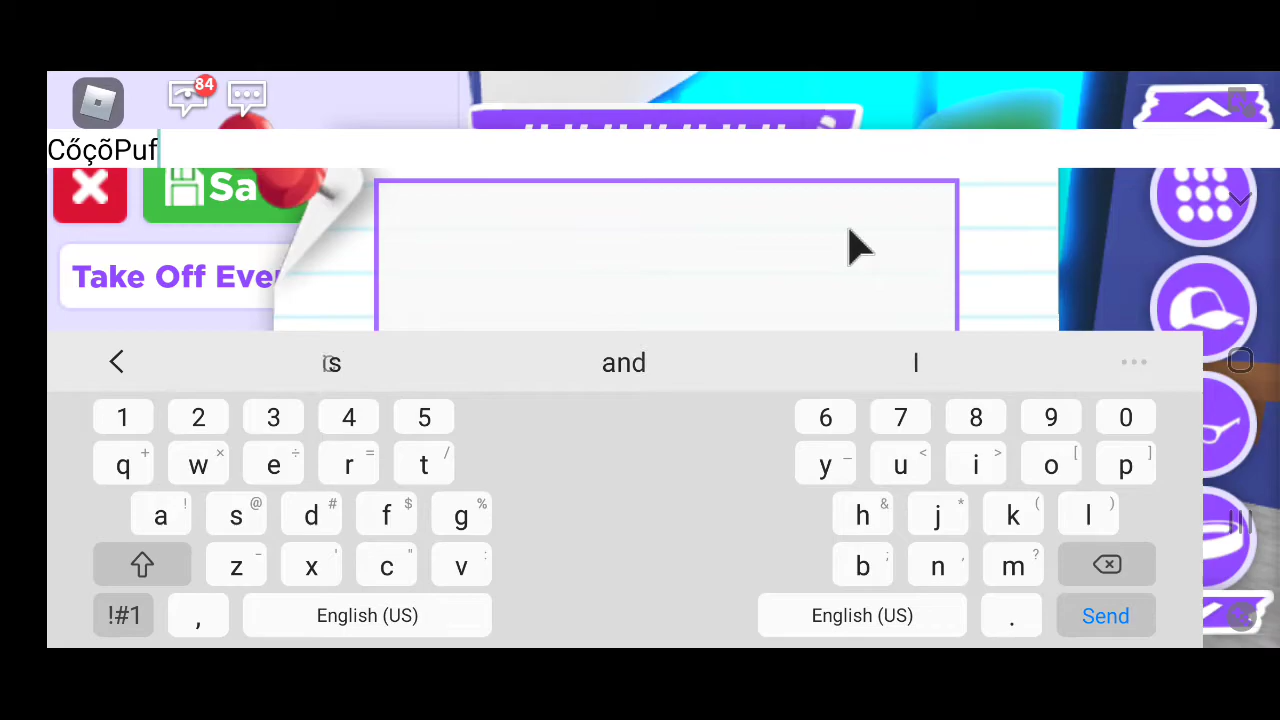 84
CőçõPuf
Sa
Take Off Eve
is and I
1 2 3 4 5 6 7 8 9 0
q + w × e ÷ r = t / y _ u < i > o [ p ]
a ! s @ d # f $ g % h & j * k ( l )
z - x ' c " v : b ; n , m ?
!#1 , English (US) English (US) . Send